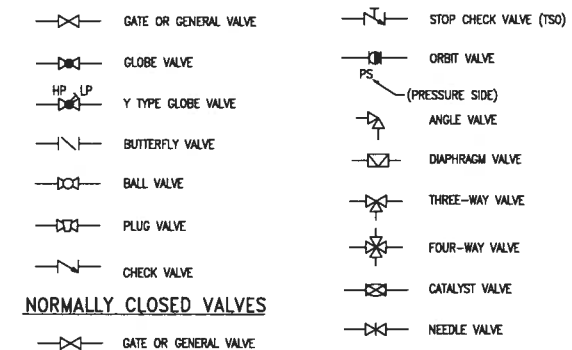 GATE OR GENERAL VALVE
GLOBE VALVE
HP LP
Y TYPE GLOBE VALVE
BUTTERFLY VALVE
BALL VALVE
PLUG VALVE
CHECK VALVE
NORMALLY CLOSED VALVES
GATE OR GENERAL VALVE
STOP CHECK VALVE (TSO)
ORBIT VALVE
PS
(PRESSURE SIDE)
ANGLE VALVE
DIAPHRAGM VALVE
THREE-WAY VALVE
FOUR-WAY VALVE
CATALYST VALVE
NEEDLE VALVE